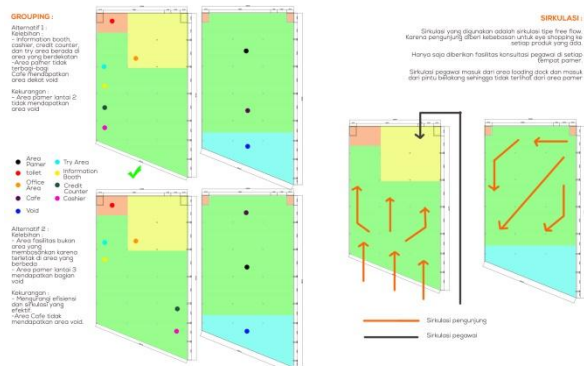 GROUPING :
Alternatif 1 :
Kelebihan :
- Information booth,
cashier, credit counter,
dan try area berada di
area yang berdekatan
-Area pamer tidak
terbagi-bagi
Cafe mendapatkan
area dekat void
Kekurangan :
- Area pamer lantai 2
tidak mendapatkan
area void
Area
Pamer
toilet
Office
Area
Cafe
Void
Try Area
Information
Booth
Credit
Counter
Cashier
Alternatif 2 :
Kelebihan :
- Area fasilitas bukan
area yang
membosankan karena
terletak di area yang
berbeda
- Area pamer lantai 3
mendapatkan bagian
void
Kekurangan :
- Mengurangi efisiensi
dan sirkulasi yang
efektif.
-Area Cafe tidak
mendapatkan area void.
SIRKULASI :
Sirkulasi yang digunakan adalah sirkulasi tipe free flow.
Karena pengunjung diberi kebebasan untuk eye shopping ke
setiap produk yang ada.
Hanya saja diberikan fasilitas konsultasi pegawai di setiap
tempat pamer.
Sirkulasi pegawai masuk dari area loading dock dan masuk
dari pintu belakang sehingga tidak terlihat dari area pamer
Sirkulasi pengunjung
Sirkulasi pegawai